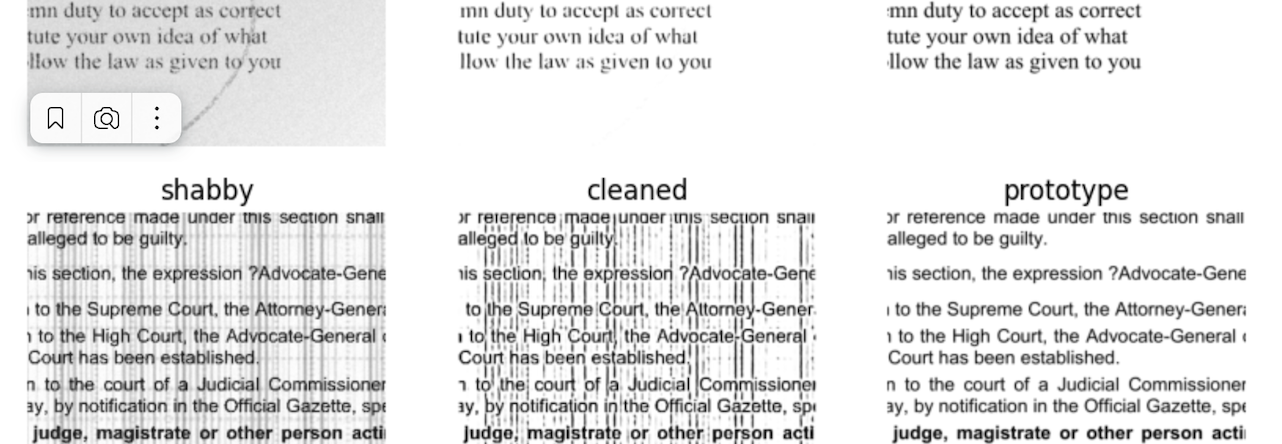 mn duty to accept as correct
tute your own idea of what
llow the law as given to you
mn duty to accept as correct
tute your own idea of what
llow the law as given to you
mn duty to accept as correct
tute your own idea of what
llow the law as given to you
shabby
or reference made under this section shall
alleged to be guilty.
his section, the expression ?Advocate-Gene
to the Supreme Court, the Attorney-Genera
to the High Court, the Advocate-General
Court has been established.
n to the court of a Judicial Commissioner
ay, by notification in the Official Gazette, spe
judge, magistrate or other person acti
cleaned
or reference made under this section shall
alleged to be guilty.
his section, the expression ?Advocate-Gene
to the Supreme Court, the Attorney-Gener
to the High Court, the Advocate-General
Court has been established
to the court of a Judicial Commissioner
ay, by notification in the Official Gazette, spe
judge, magistrate or other person acti
prototype
or reference made under this section shall
alleged to be guilty.
his section, the expression ?Advocate-Gene
to the Supreme Court, the Attorney-Genera
to the High Court, the Advocate-General
Court has been established.
n to the court of a Judicial Commissioner
ay, by notification in the Official Gazette, spe
judge, magistrate or other person acti